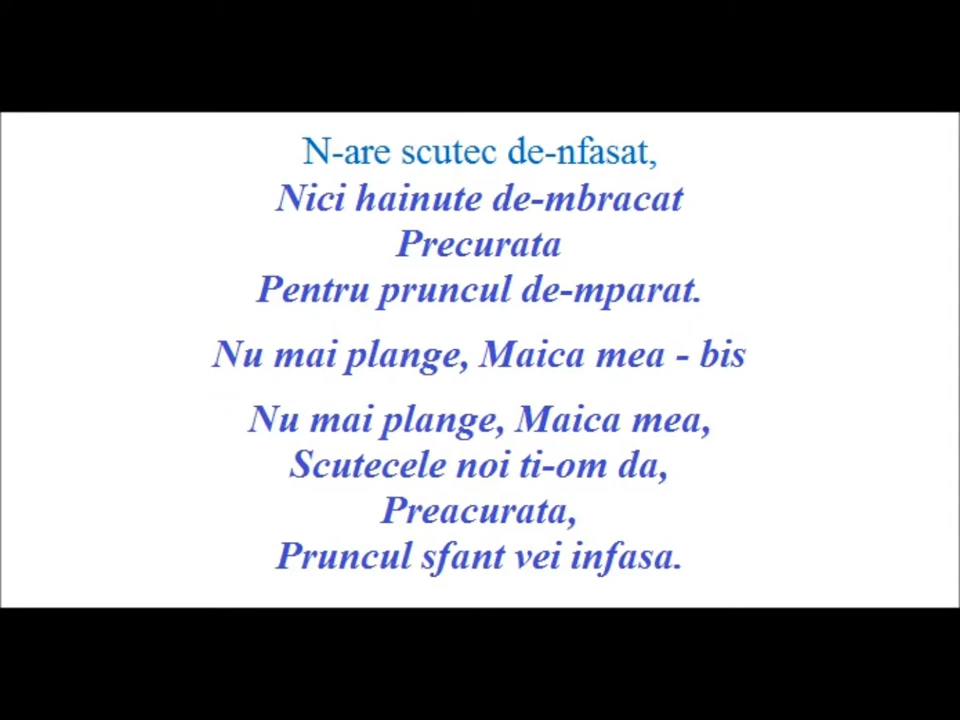 N-are scutec de-nfasat,
Nici hainute de-mbracat
Precurata
Pentru pruncul de-mparat.
Nu mai plange, Maica mea - bis
Nu mai plange, Maica mea,
Scutecele noi ti-om da,
Preacurata,
Pruncul sfant vei infasa.